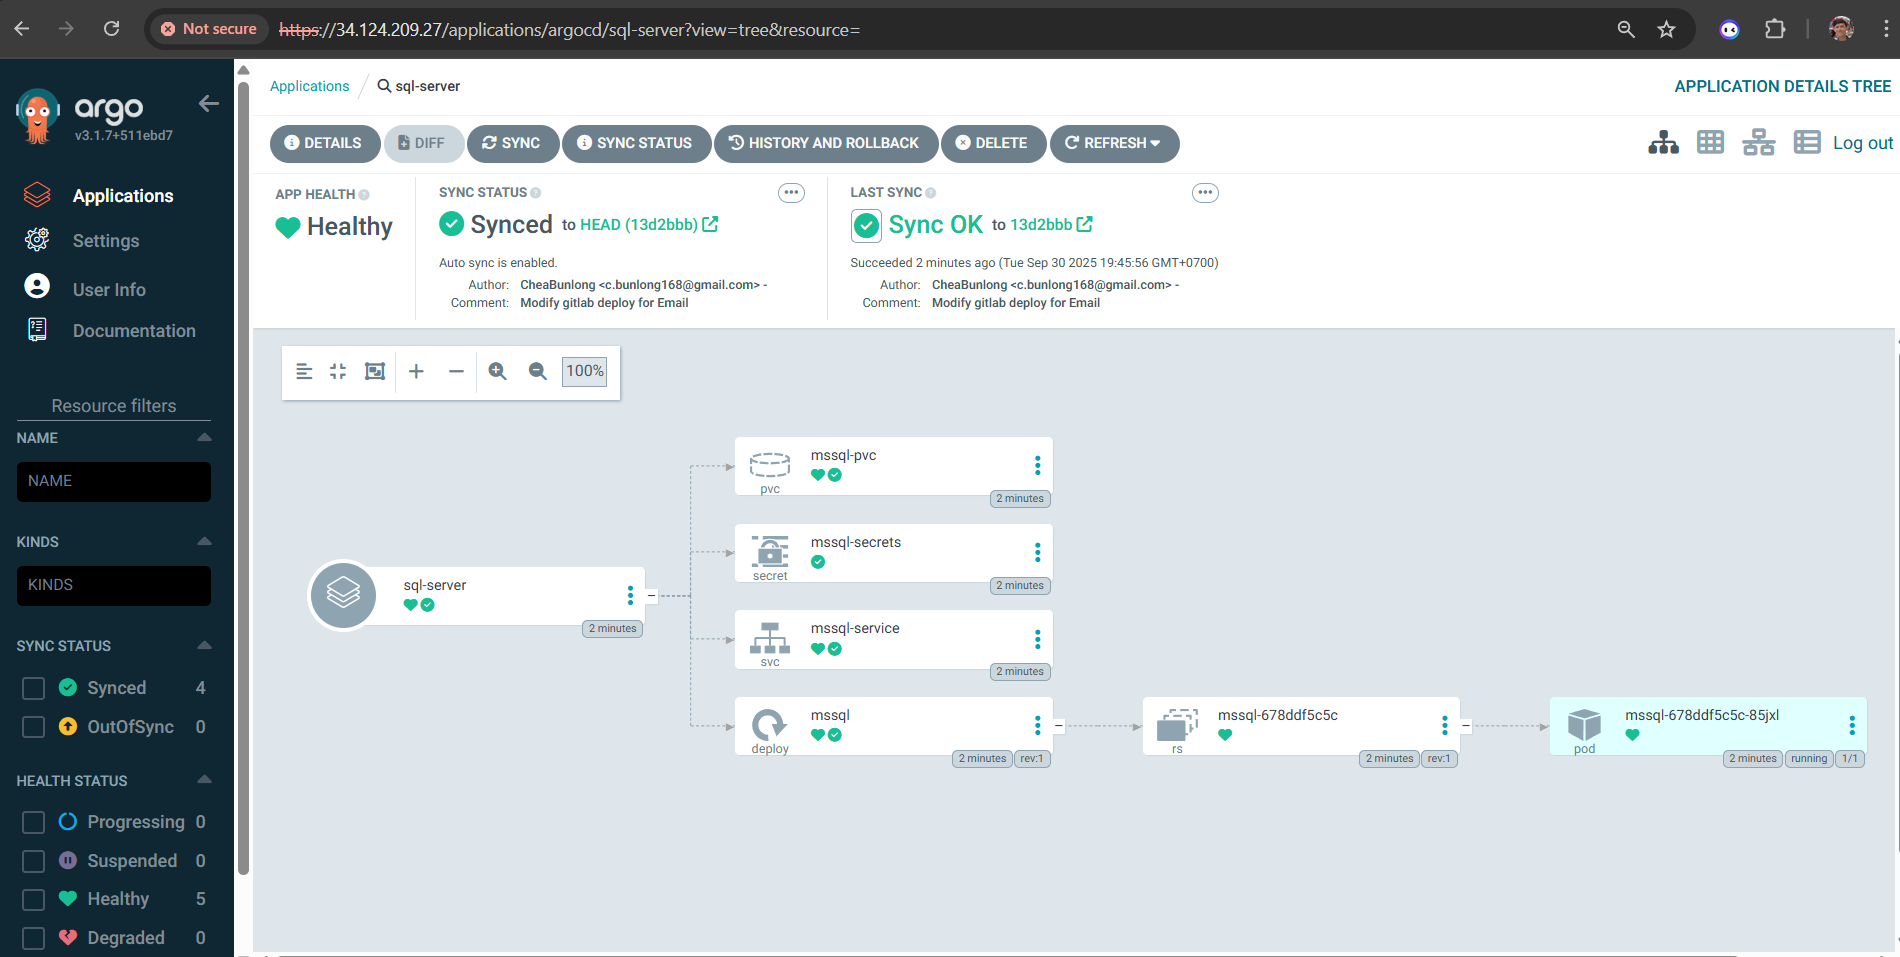 Not secure
https://34.124.209.27/applications/argocd/sql-server?view=tree&resource=
argo
v3.1.7+511ebd7
Applications
Settings
User Info
Documentation
Resource filters
NAME
NAME
KINDS
KINDS
SYNC STATUS
Synced 4
OutOfSync 0
HEALTH STATUS
Progressing 0
Suspended 0
Healthy 5
Degraded 0
Applications / sql-server
APPLICATION DETAILS TREE
DETAILS
DIFF
SYNC
SYNC STATUS
HISTORY AND ROLLBACK
DELETE
REFRESH
Log out
APP HEALTH
Healthy
SYNC STATUS
Synced to HEAD (13d2bbb)
Auto sync is enabled.
Author: CheaBunlong <c.bunlong168@gmail.com> -
Comment: Modify gitlab deploy for Email
LAST SYNC
Sync OK to 13d2bbb
Succeeded 2 minutes ago (Tue Sep 30 2025 19:45:56 GMT+0700)
Author: CheaBunlong <c.bunlong168@gmail.com> -
Comment: Modify gitlab deploy for Email
100%
sql-server
2 minutes
mssql-pvc
pvc
2 minutes
mssql-secrets
secret
2 minutes
mssql-service
svc
2 minutes
mssql
deploy
2 minutes rev:1
mssql-678ddf5c5c
rs
2 minutes rev:1
mssql-678ddf5c5c-85jxl
pod
2 minutes running 1/1